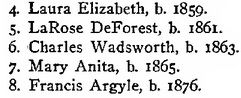 4. Laura Elizabeth, b. 1859.
5. LaRose DeForest, b. 1861.
6. Charles Wadsworth, b. 1863.
7. Mary Anita, b. 1865.
8. Francis Argyle, b. 1876.